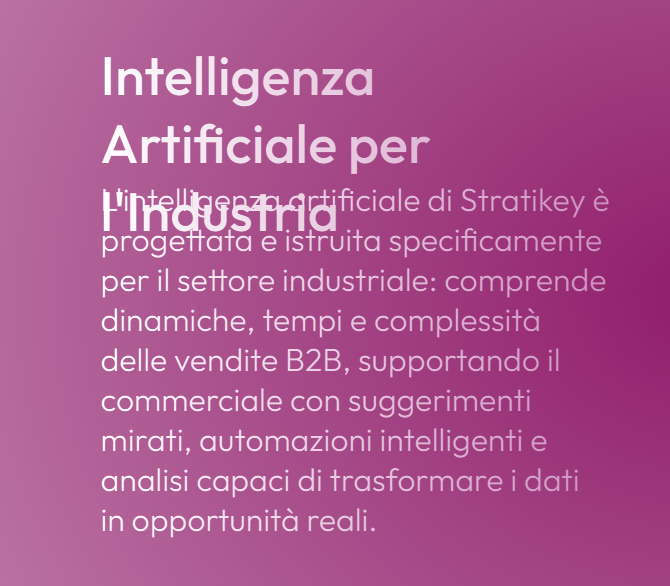 Intelligenza
Artificiale per
l'Industria
L'intelligenza artificiale di Stratikey è
progettata e istruita specificamente
per il settore industriale: comprende
dinamiche, tempi e complessità
delle vendite B2B, supportando il
commerciale con suggerimenti
mirati, automazioni intelligenti e
analisi capaci di trasformare i dati
in opportunità reali.